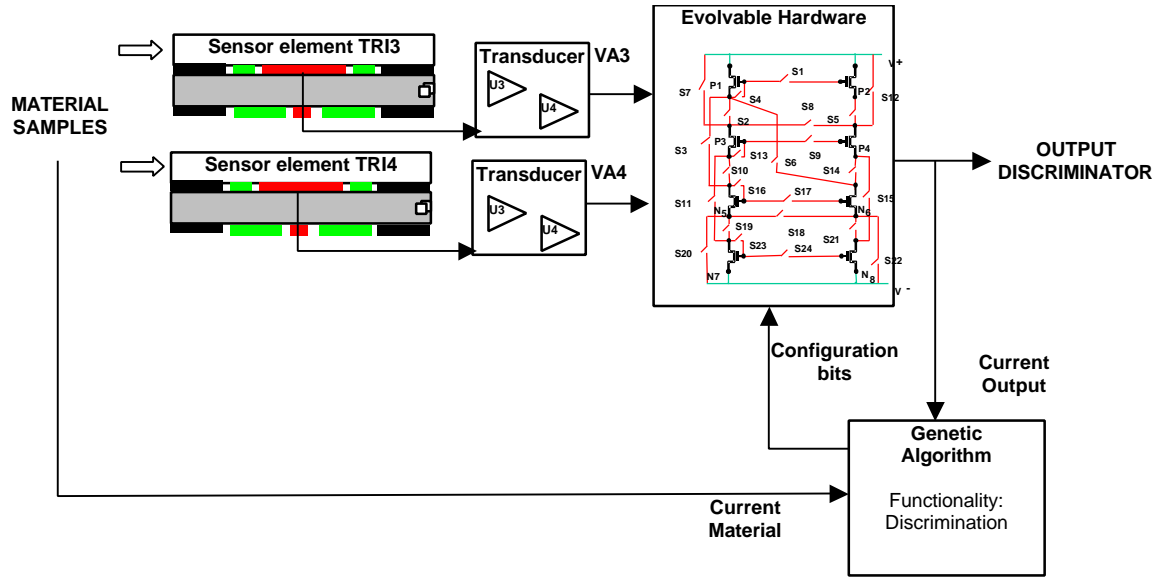 Evolvable Hardware
Sensor element TRI3
Transducer
VA3
U3
U4
MATERIAL
SAMPLES
Sensor element TRI4
Transducer
VA4
U3
U4
V +
S1
P1
P2
S7
S4
S12
S8
S2
S5
P3
P4
S3
S13
S9
S6
S10
S14
S16
S17
S15
S11
N5
N6
S19
S18
S20
S23
S24
S21
S22
N7
N8
V -
OUTPUT
DISCRIMINATOR
Configuration
bits
Current
Output
Genetic
Algorithm
Functionality:
Discrimination
Current
Material